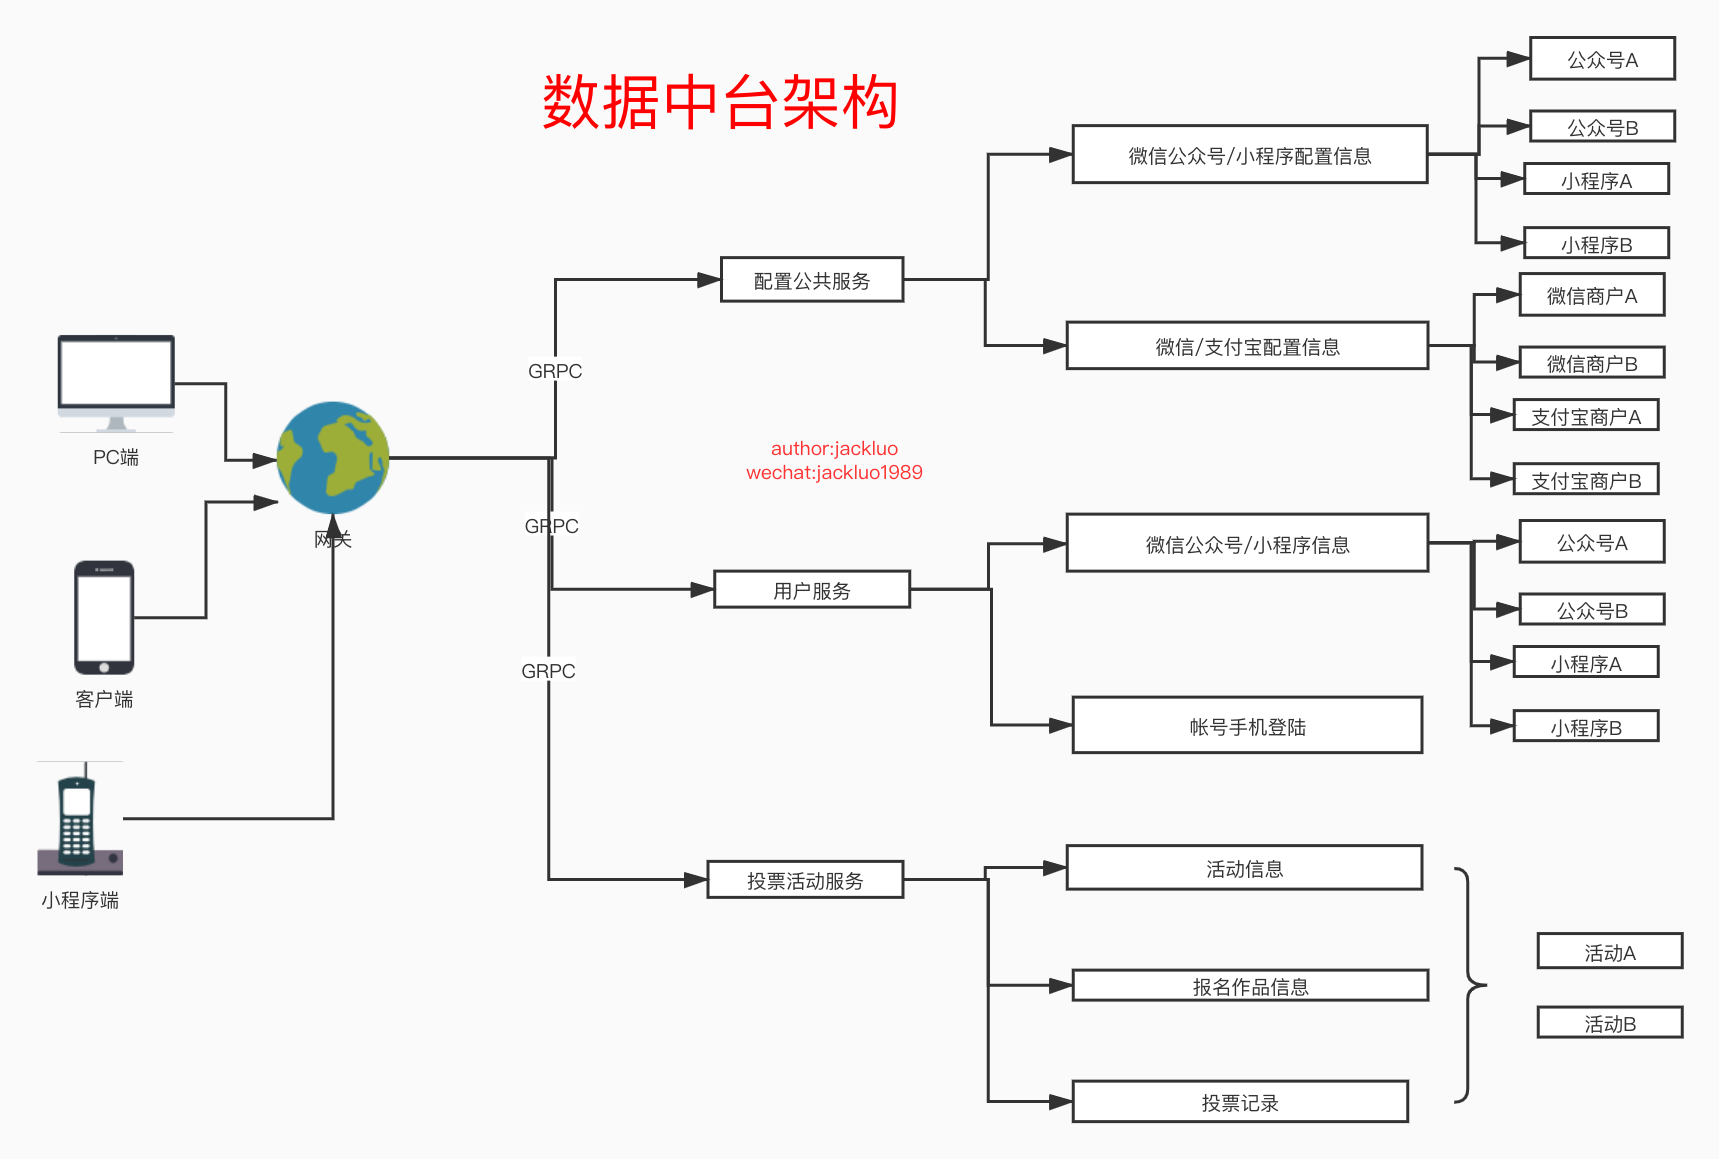 数据中台架构
PC端
网关
客户端
小程序端
GRPC
GRPC
GRPC
author:jackluo
wechat:jackluo1989
配置公共服务
用户服务
投票活动服务
微信公众号/小程序配置信息
微信/支付宝配置信息
微信公众号/小程序信息
帐号手机登陆
活动信息
报名作品信息
投票记录
公众号A
公众号B
小程序A
小程序B
微信商户A
微信商户B
支付宝商户A
支付宝商户B
公众号A
公众号B
小程序A
小程序B
活动A
活动B